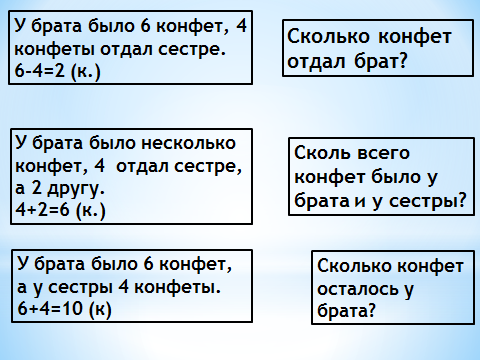 У брата было 6 конфет, 4
конфеты отдал сестре.
6-4=2 (к.)
Сколько конфет
отдал брат?
У брата было несколько
конфет, 4 отдал сестре,
а 2 другу.
4+2=6 (к.)
Сколь всего
конфет было у
брата и у сестры?
У брата было 6 конфет,
а у сестры 4 конфеты.
6+4=10 (к)
Сколько конфет
осталось у
брата?